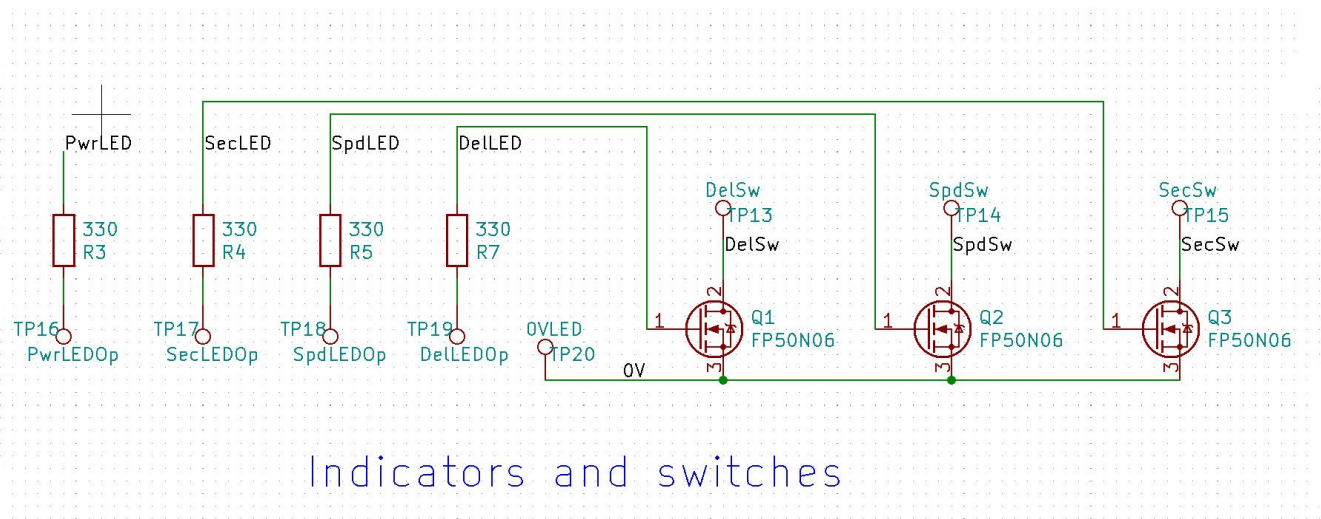 PwrLED
SecLED
SpdLED
DelLED
DelSw
SpdSw
SecSw
TP13
TP14
TP15
330
330
330
330
DelSw
SpdSw
SecSw
R3
R4
R5
R7
2
2
2
TP16
TP17
TP18
TP19
0VLED
1
Q1
1
Q2
1
Q3
PwrLEDOp
SecLEDOp
SpdLEDOp
DelLEDOp
TP20
FP50N06
FP50N06
FP50N06
0V
3
3
3
Indicators and switches